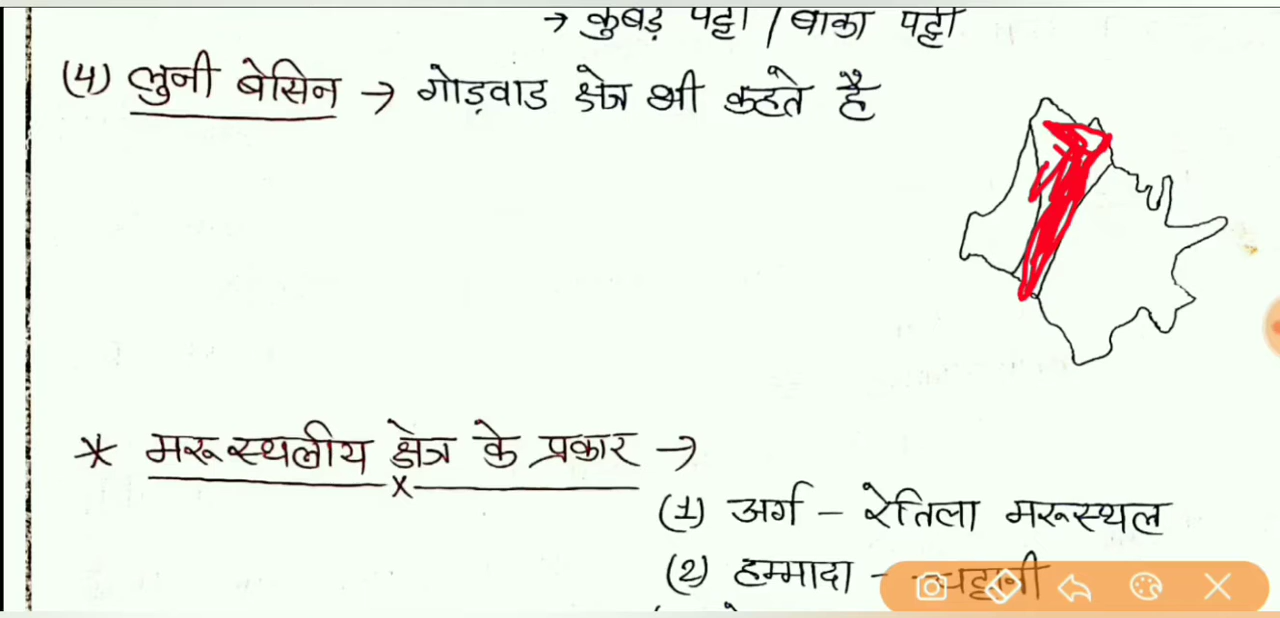 → कुबड़ पट्टी / बाका पट्टी
(4) लुनी बेसिन → गोड़वाड क्षेत्र भी कहते है
* मरूस्थलीय क्षेत्र के प्रकार →
(1) अर्ग – रेतिला मरूस्थल
(2) हम्मादा –